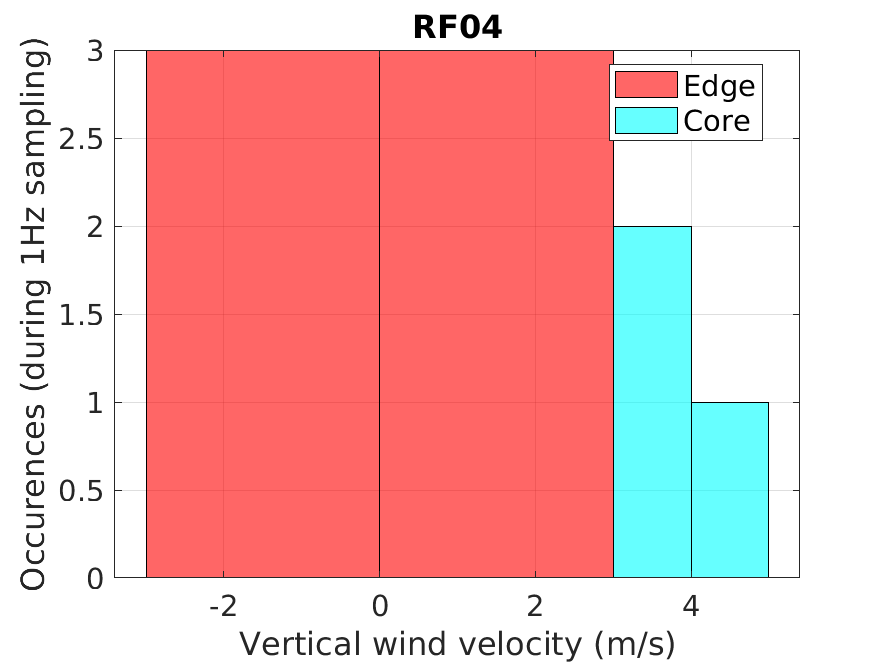 RF04
Occurences (during 1Hz sampling)
3
2.5
2
1.5
1
0.5
0
Edge
Core
-2
0
2
4
Vertical wind velocity (m/s)